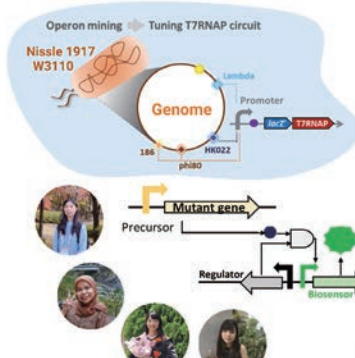 Operon mining Tuning T7RNAP circuit
Nissle 1917
W3110
Lambda
Genome
Promoter
lacZ' T7RNAP
186
HK022
phi80
Mutant gene
Precursor
Regulator
Biosensor